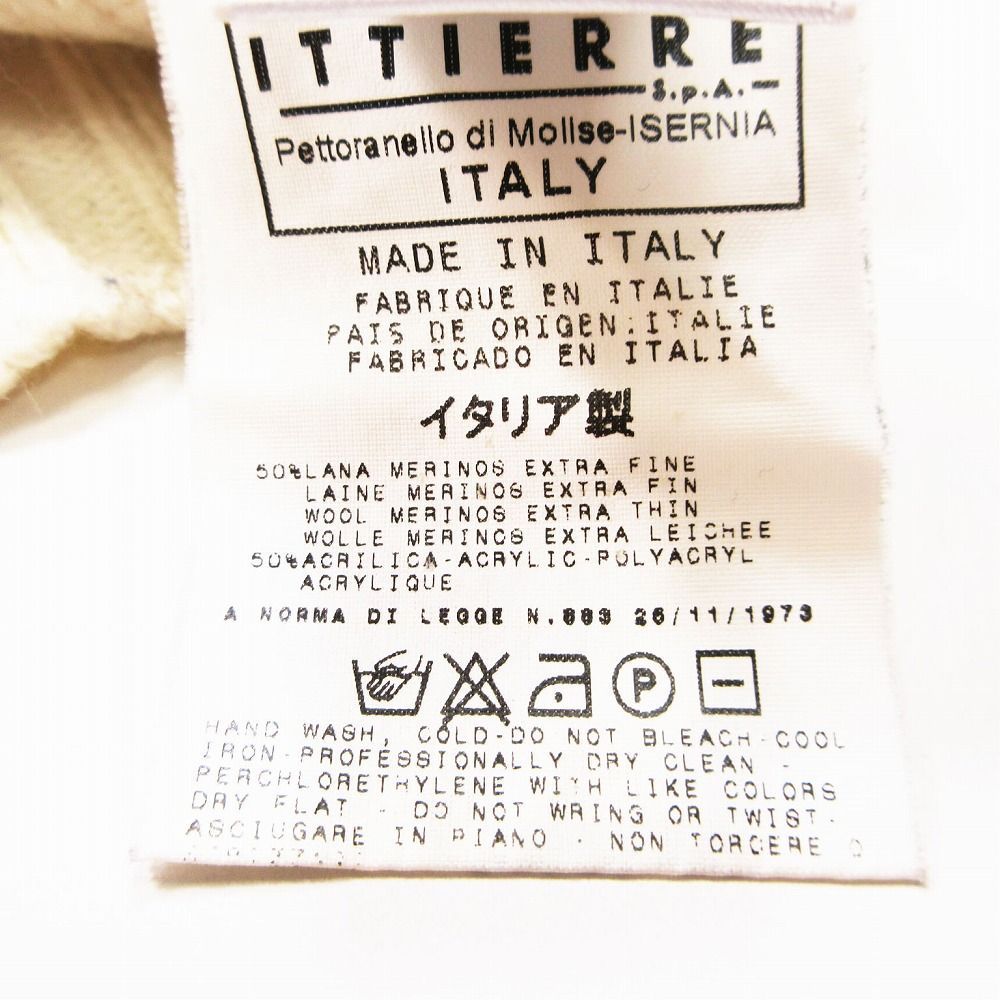 ITTIERRE
S.p.A.
Pettoranello di Molise-ISERNIA
ITALY
MADE IN ITALY
FABRIQUE EN ITALIE
PAIS DE ORIGEN:ITALIE
FABRICADO EN ITALIA
イタリア製
50%LANA MERINOS EXTRA FINE
LAINE MERINOS EXTRA FIN
WOOL MERINOS EXTRA THIN
WOLLE MERINOS EXTRA LEICHEE
50%ACRILICA-ACRYLIC-POLYACRYL
ACRYLIQUE
A NORMA DI LEGGE N.883 26/11/1973
P
HAND WASH, COLD-DO NOT BLEACH-COOL
IRON-PROFESSIONALLY DRY CLEAN -
PERCHLORETHYLENE WITH LIKE COLORS
DRY FLAT - DO NOT WRING OR TWIST-
ASCIUGARE IN PIANO - NON TORCERE O